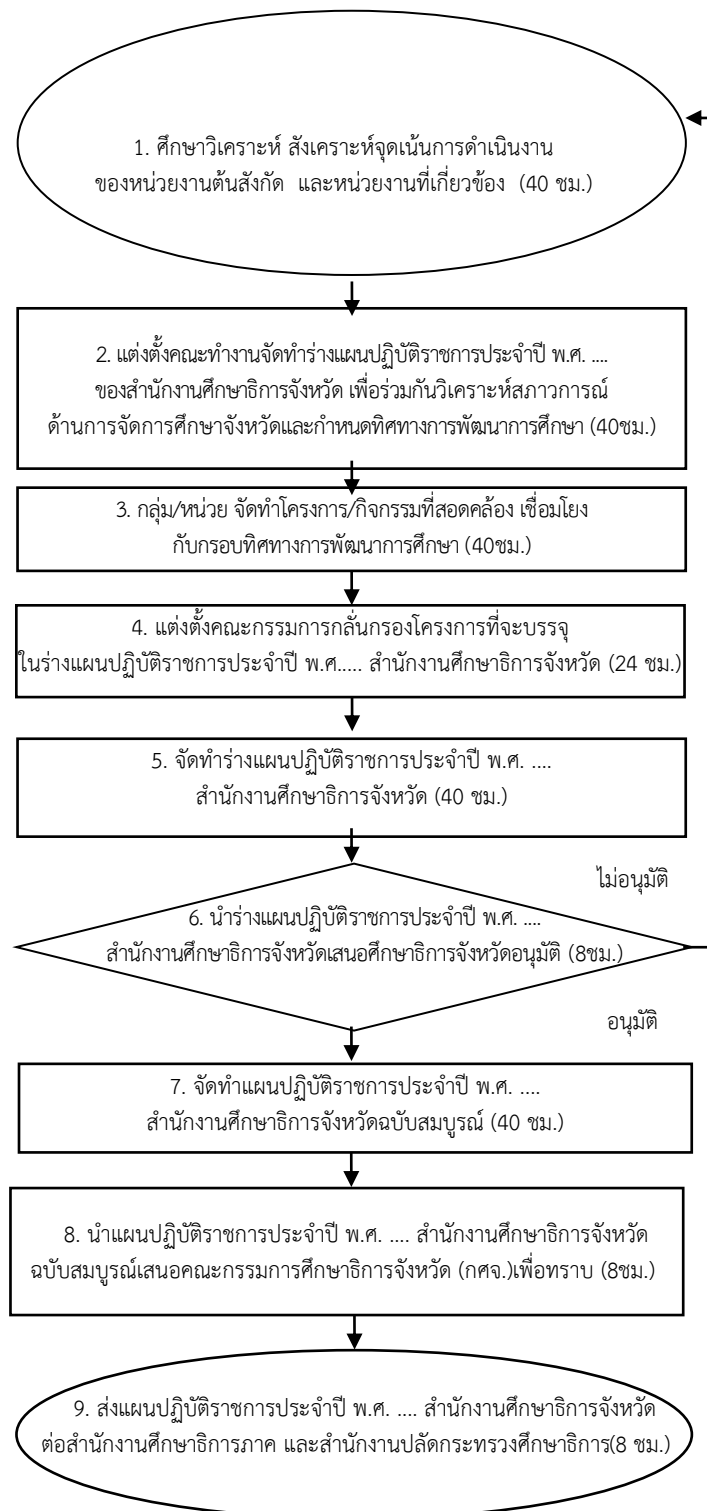 1. ศึกษาวิเคราะห์ สังเคราะห์จุดเน้นการดำเนินงาน
ของหน่วยงานต้นสังกัด และหน่วยงานที่เกี่ยวข้อง (40 ชม.)
2. แต่งตั้งคณะทำงานจัดทำร่างแผนปฏิบัติราชการประจำปี พ.ศ. ....
ของสำนักงานศึกษาธิการจังหวัด เพื่อร่วมกันวิเคราะห์สภาวการณ์
ด้านการจัดการศึกษาจังหวัดและกำหนดทิศทางการพัฒนาการศึกษา (40ชม.)
3. กลุ่ม/หน่วย จัดทำโครงการ/กิจกรรมที่สอดคล้อง เชื่อมโยง
กับกรอบทิศทางการพัฒนาการศึกษา (40ชม.)
4. แต่งตั้งคณะกรรมการกลั่นกรองโครงการที่จะบรรจุ
ในร่างแผนปฏิบัติราชการประจำปี พ.ศ..... สำนักงานศึกษาธิการจังหวัด (24 ชม.)
5. จัดทำร่างแผนปฏิบัติราชการประจำปี พ.ศ. ....
สำนักงานศึกษาธิการจังหวัด (40 ชม.)
ไม่อนุมัติ
6. นำร่างแผนปฏิบัติราชการประจำปี พ.ศ. ....
สำนักงานศึกษาธิการจังหวัดเสนอศึกษาธิการจังหวัดอนุมัติ (8ชม.)
อนุมัติ
7. จัดทำแผนปฏิบัติราชการประจำปี พ.ศ. ....
สำนักงานศึกษาธิการจังหวัดฉบับสมบูรณ์ (40 ชม.)
8. นำแผนปฏิบัติราชการประจำปี พ.ศ. .... สำนักงานศึกษาธิการจังหวัด
ฉบับสมบูรณ์เสนอคณะกรรมการศึกษาธิการจังหวัด (กศจ.)เพื่อทราบ (8ชม.)
9. ส่งแผนปฏิบัติราชการประจำปี พ.ศ. .... สำนักงานศึกษาธิการจังหวัด
ต่อสำนักงานศึกษาธิการภาค และสำนักงานปลัดกระทรวงศึกษาธิการ(8 ชม.)